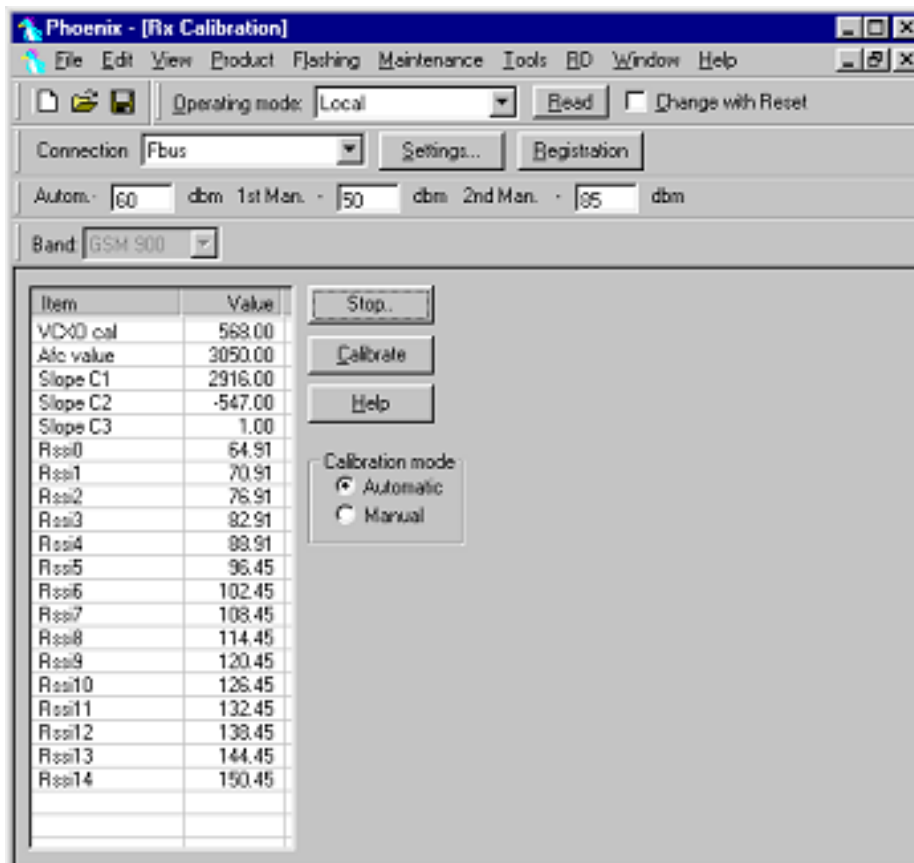 Phoenix - [Rx Calibration]
File Edit View Product Flashing Maintenance Tools RD Window Help
Operating mode: Local Read Change with Reset
Connection Fbus Settings... Registration
Autom.- 60 dbm 1st Man. - 50 dbm 2nd Man. - 95 dbm
Band: GSM 900
Item Value Stop..
VCXO cal 568.00
Afc value 3050.00 Calibrate
Slope C1 2916.00
Slope C2 -547.00 Help
Slope C3 1.00
Rssi0 64.91 Calibration mode
Rssi1 70.91 Automatic
Rssi2 76.91 Manual
Rssi3 82.91
Rssi4 88.91
Rssi5 96.45
Rssi6 102.45
Rssi7 108.45
Rssi8 114.45
Rssi9 120.45
Rssi10 126.45
Rssi11 132.45
Rssi12 138.45
Rssi13 144.45
Rssi14 150.45